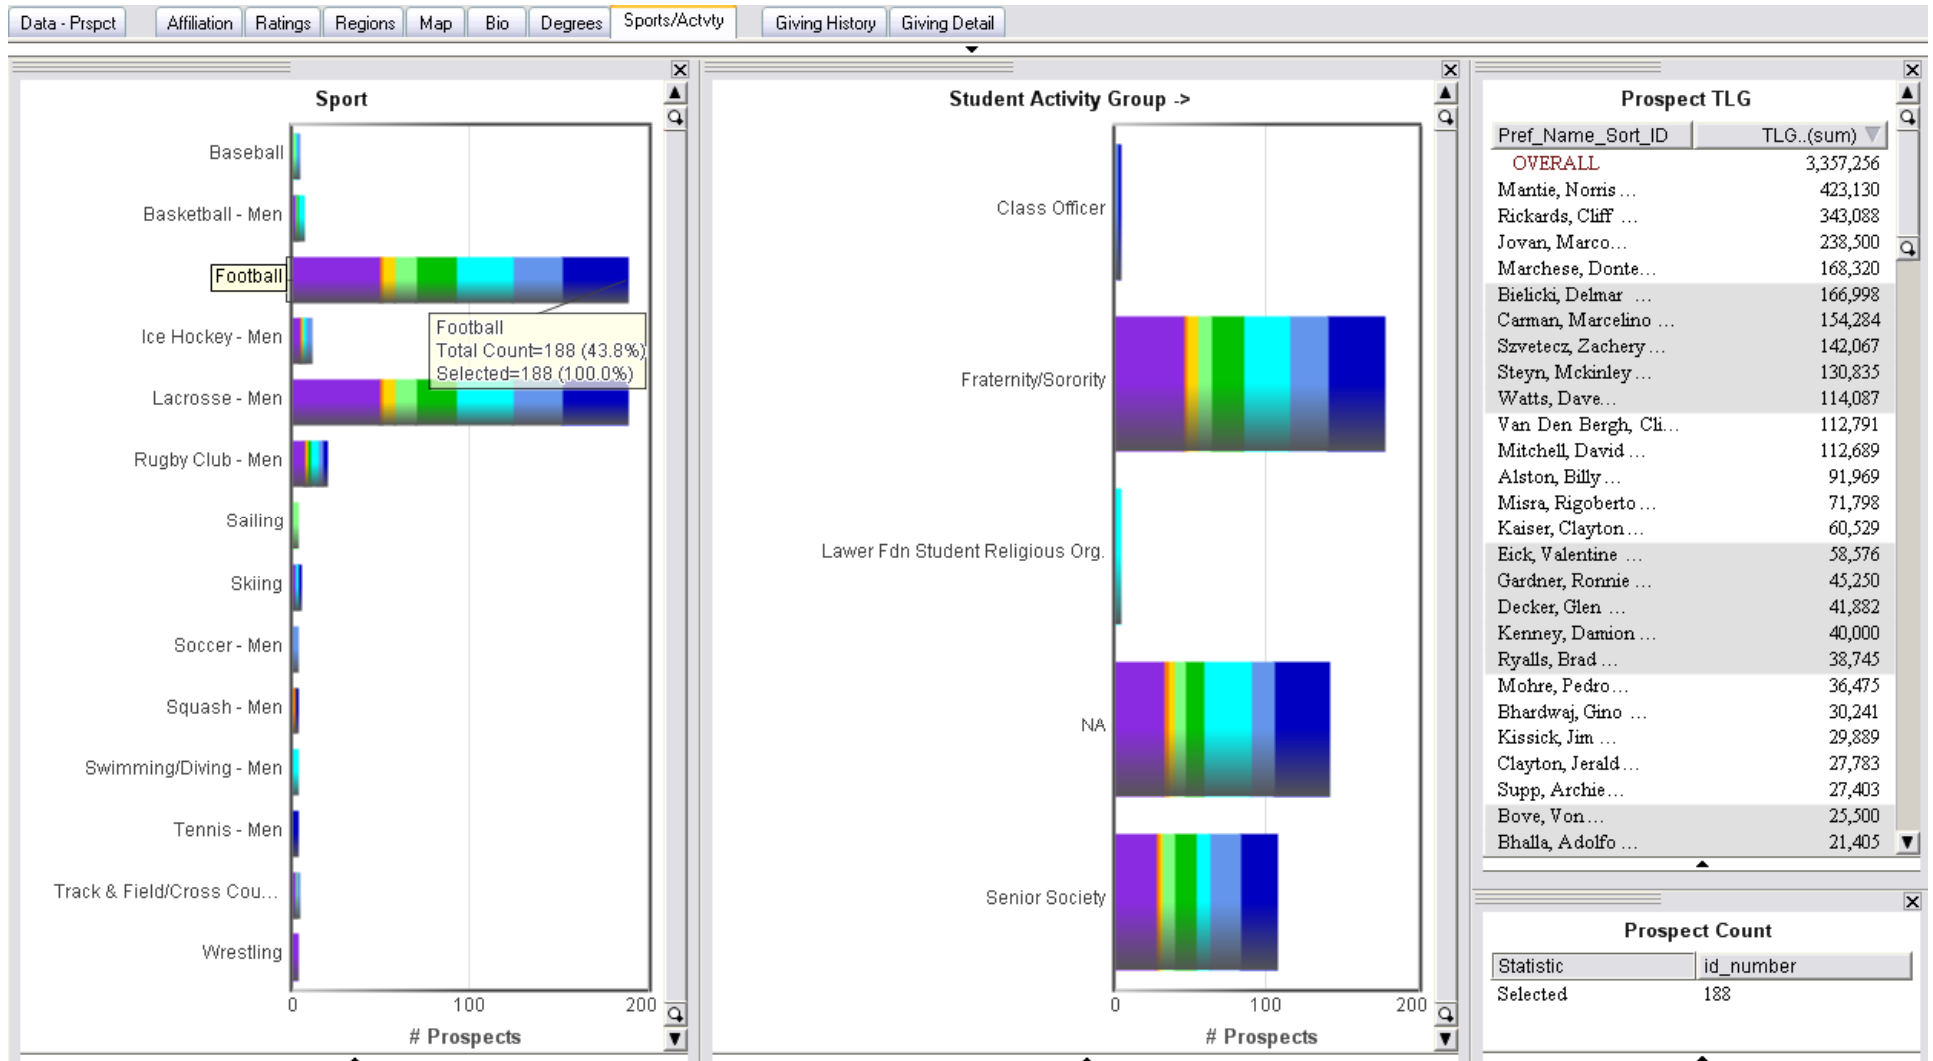 Data - Prspct Affiliation Ratings Regions Map Bio Degrees Sports/Actvty Giving History Giving Detail
Sport
Baseball
Basketball - Men
Football
Ice Hockey - Men
Lacrosse - Men
Rugby Club - Men
Sailing
Skiing
Soccer - Men
Squash - Men
Swimming/Diving - Men
Tennis - Men
Track & Field/Cross Cou...
Wrestling
Football
Total Count=188 (43.8%)
Selected=188 (100.0%)
0 100 200
# Prospects
Student Activity Group ->
Class Officer
Fraternity/Sorority
Lawer Fdn Student Religious Org.
NA
Senior Society
0 100 200
# Prospects
Prospect TLG
Pref_Name_Sort_ID TLG..(sum)
OVERALL 3,357,256
Mantie, Norris ... 423,130
Rickards, Cliff ... 343,088
Jovan, Marco... 238,500
Marchese, Donte... 168,320
Bielicki, Delmar ... 166,998
Carman, Marcelino ... 154,284
Szvetecz, Zachery ... 142,067
Steyn, Mckinley ... 130,835
Watts, Dave... 114,087
Van Den Bergh, Cli... 112,791
Mitchell, David ... 112,689
Alston, Billy ... 91,969
Misra, Rigoberto ... 71,798
Kaiser, Clayton ... 60,529
Eick, Valentine ... 58,576
Gardner, Ronnie ... 45,250
Decker, Glen ... 41,882
Kenney, Damion ... 40,000
Ryalls, Brad ... 38,745
Mohre, Pedro... 36,475
Bhardwaj, Gino ... 30,241
Kissick, Jim ... 29,889
Clayton, Jerald ... 27,783
Supp, Archie... 27,403
Bove, Von ... 25,500
Bhalla, Adolfo ... 21,405
Prospect Count
Statistic id_number
Selected 188